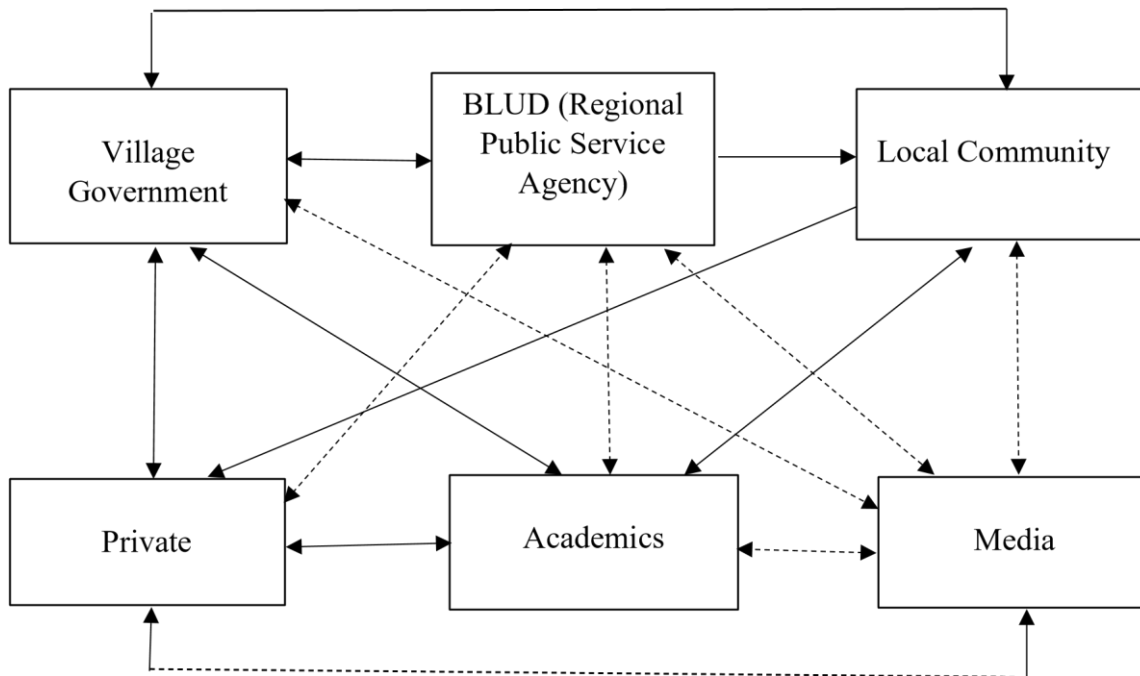 Village
Government
BLUD (Regional
Public Service
Agency)
Local Community
Private
Academics
Media